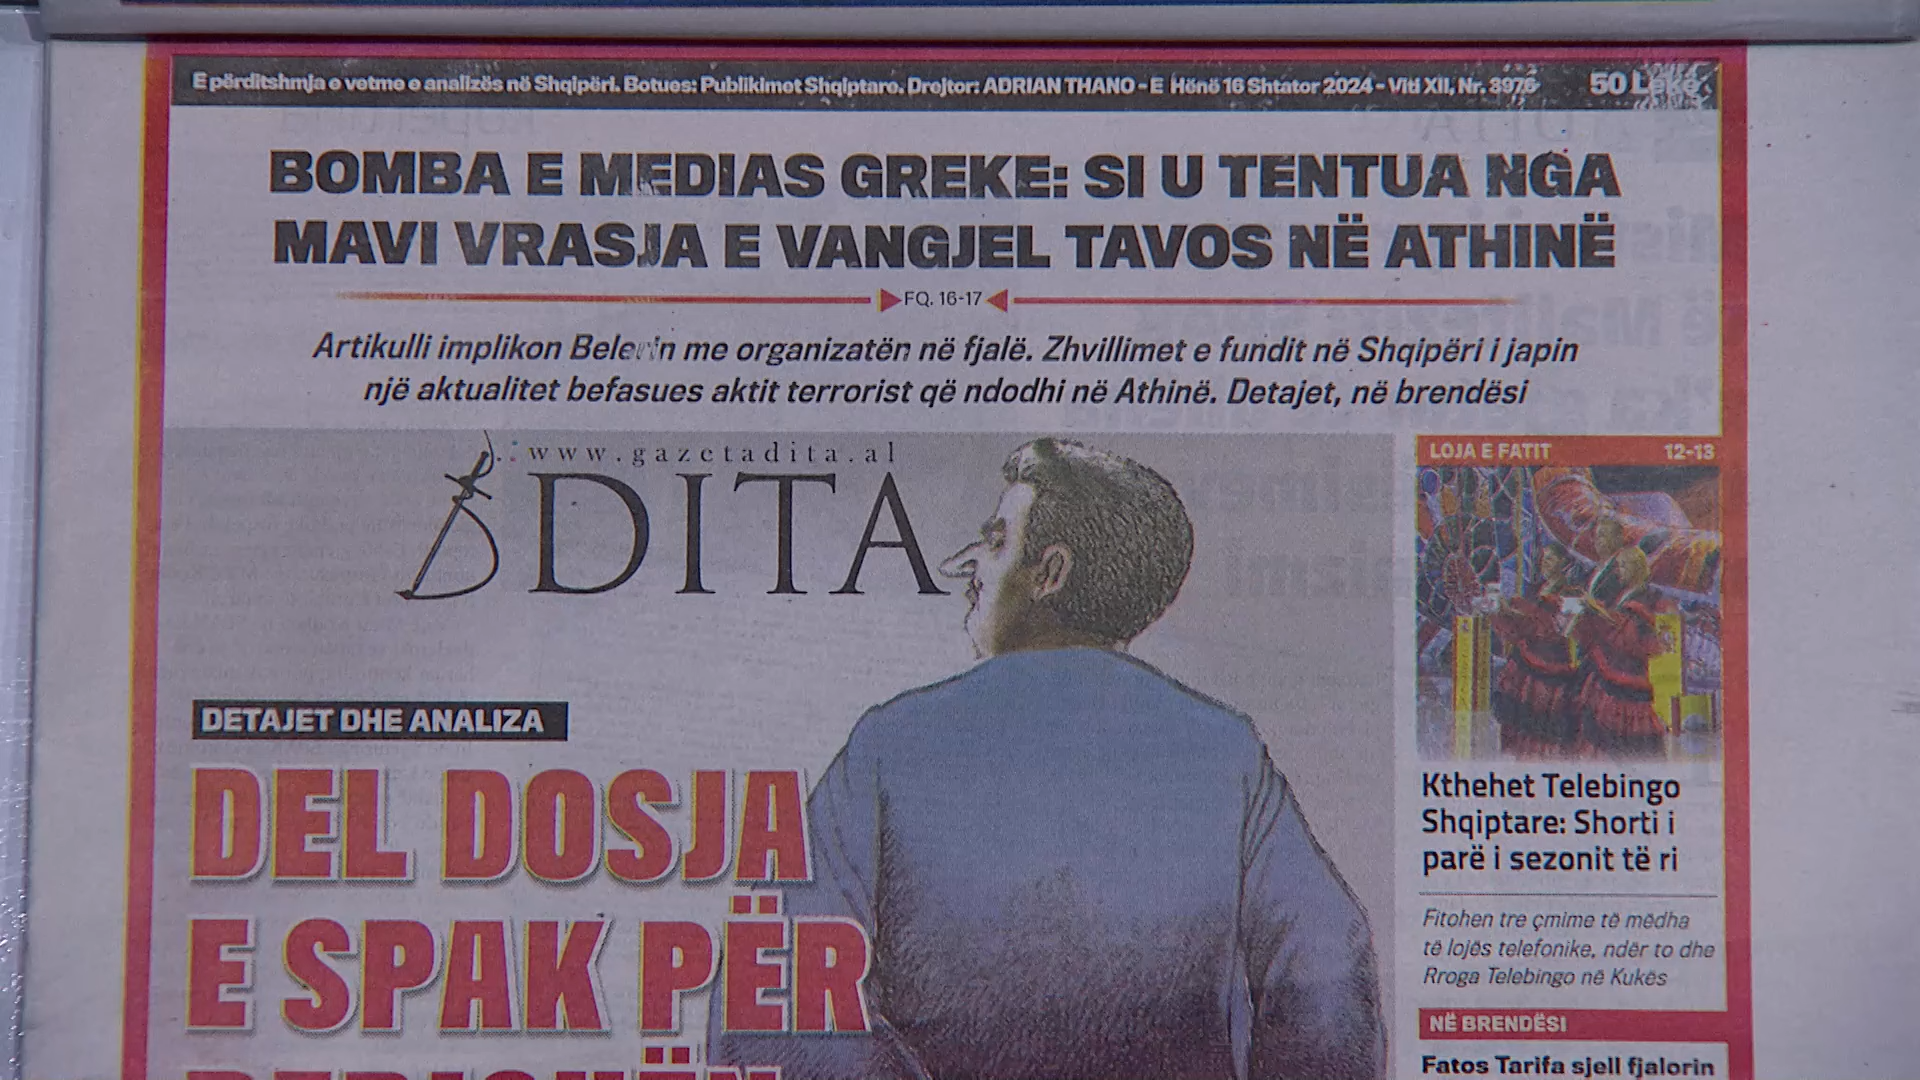 E përditshmja e vetme e analizës në Shqipëri. Botues: Publikimet Shqiptare. Drejtor: ADRIAN THANO - E Hënë 16 Shtator 2024 - Viti XII, Nr. 3976 50 Lekë
BOMBA E MEDIAS GREKE: SI U TENTUA NGA
MAVI VRASJA E VANGJEL TAVOS NË ATHINË
FQ. 16-17
Artikulli implikon Belerin me organizatën në fjalë. Zhvillimet e fundit në Shqipëri i japin
një aktualitet befasues aktit terrorist që ndodhi në Athinë. Detajet, në brendësi
www.gazetadita.al
DITA
DETAJET DHE ANALIZA
DEL DOSJA
E SPAK PËR
LOJA E FATIT 12-13
Kthehet Telebingo
Shqiptare: Shorti i
parë i sezonit të ri
Fitohen tre çmime të mëdha
të lojës telefonike, ndër to dhe
Rroga Telebingo në Kukës
NË BRENDËSI
Fatos Tarifa sjell fjalorin